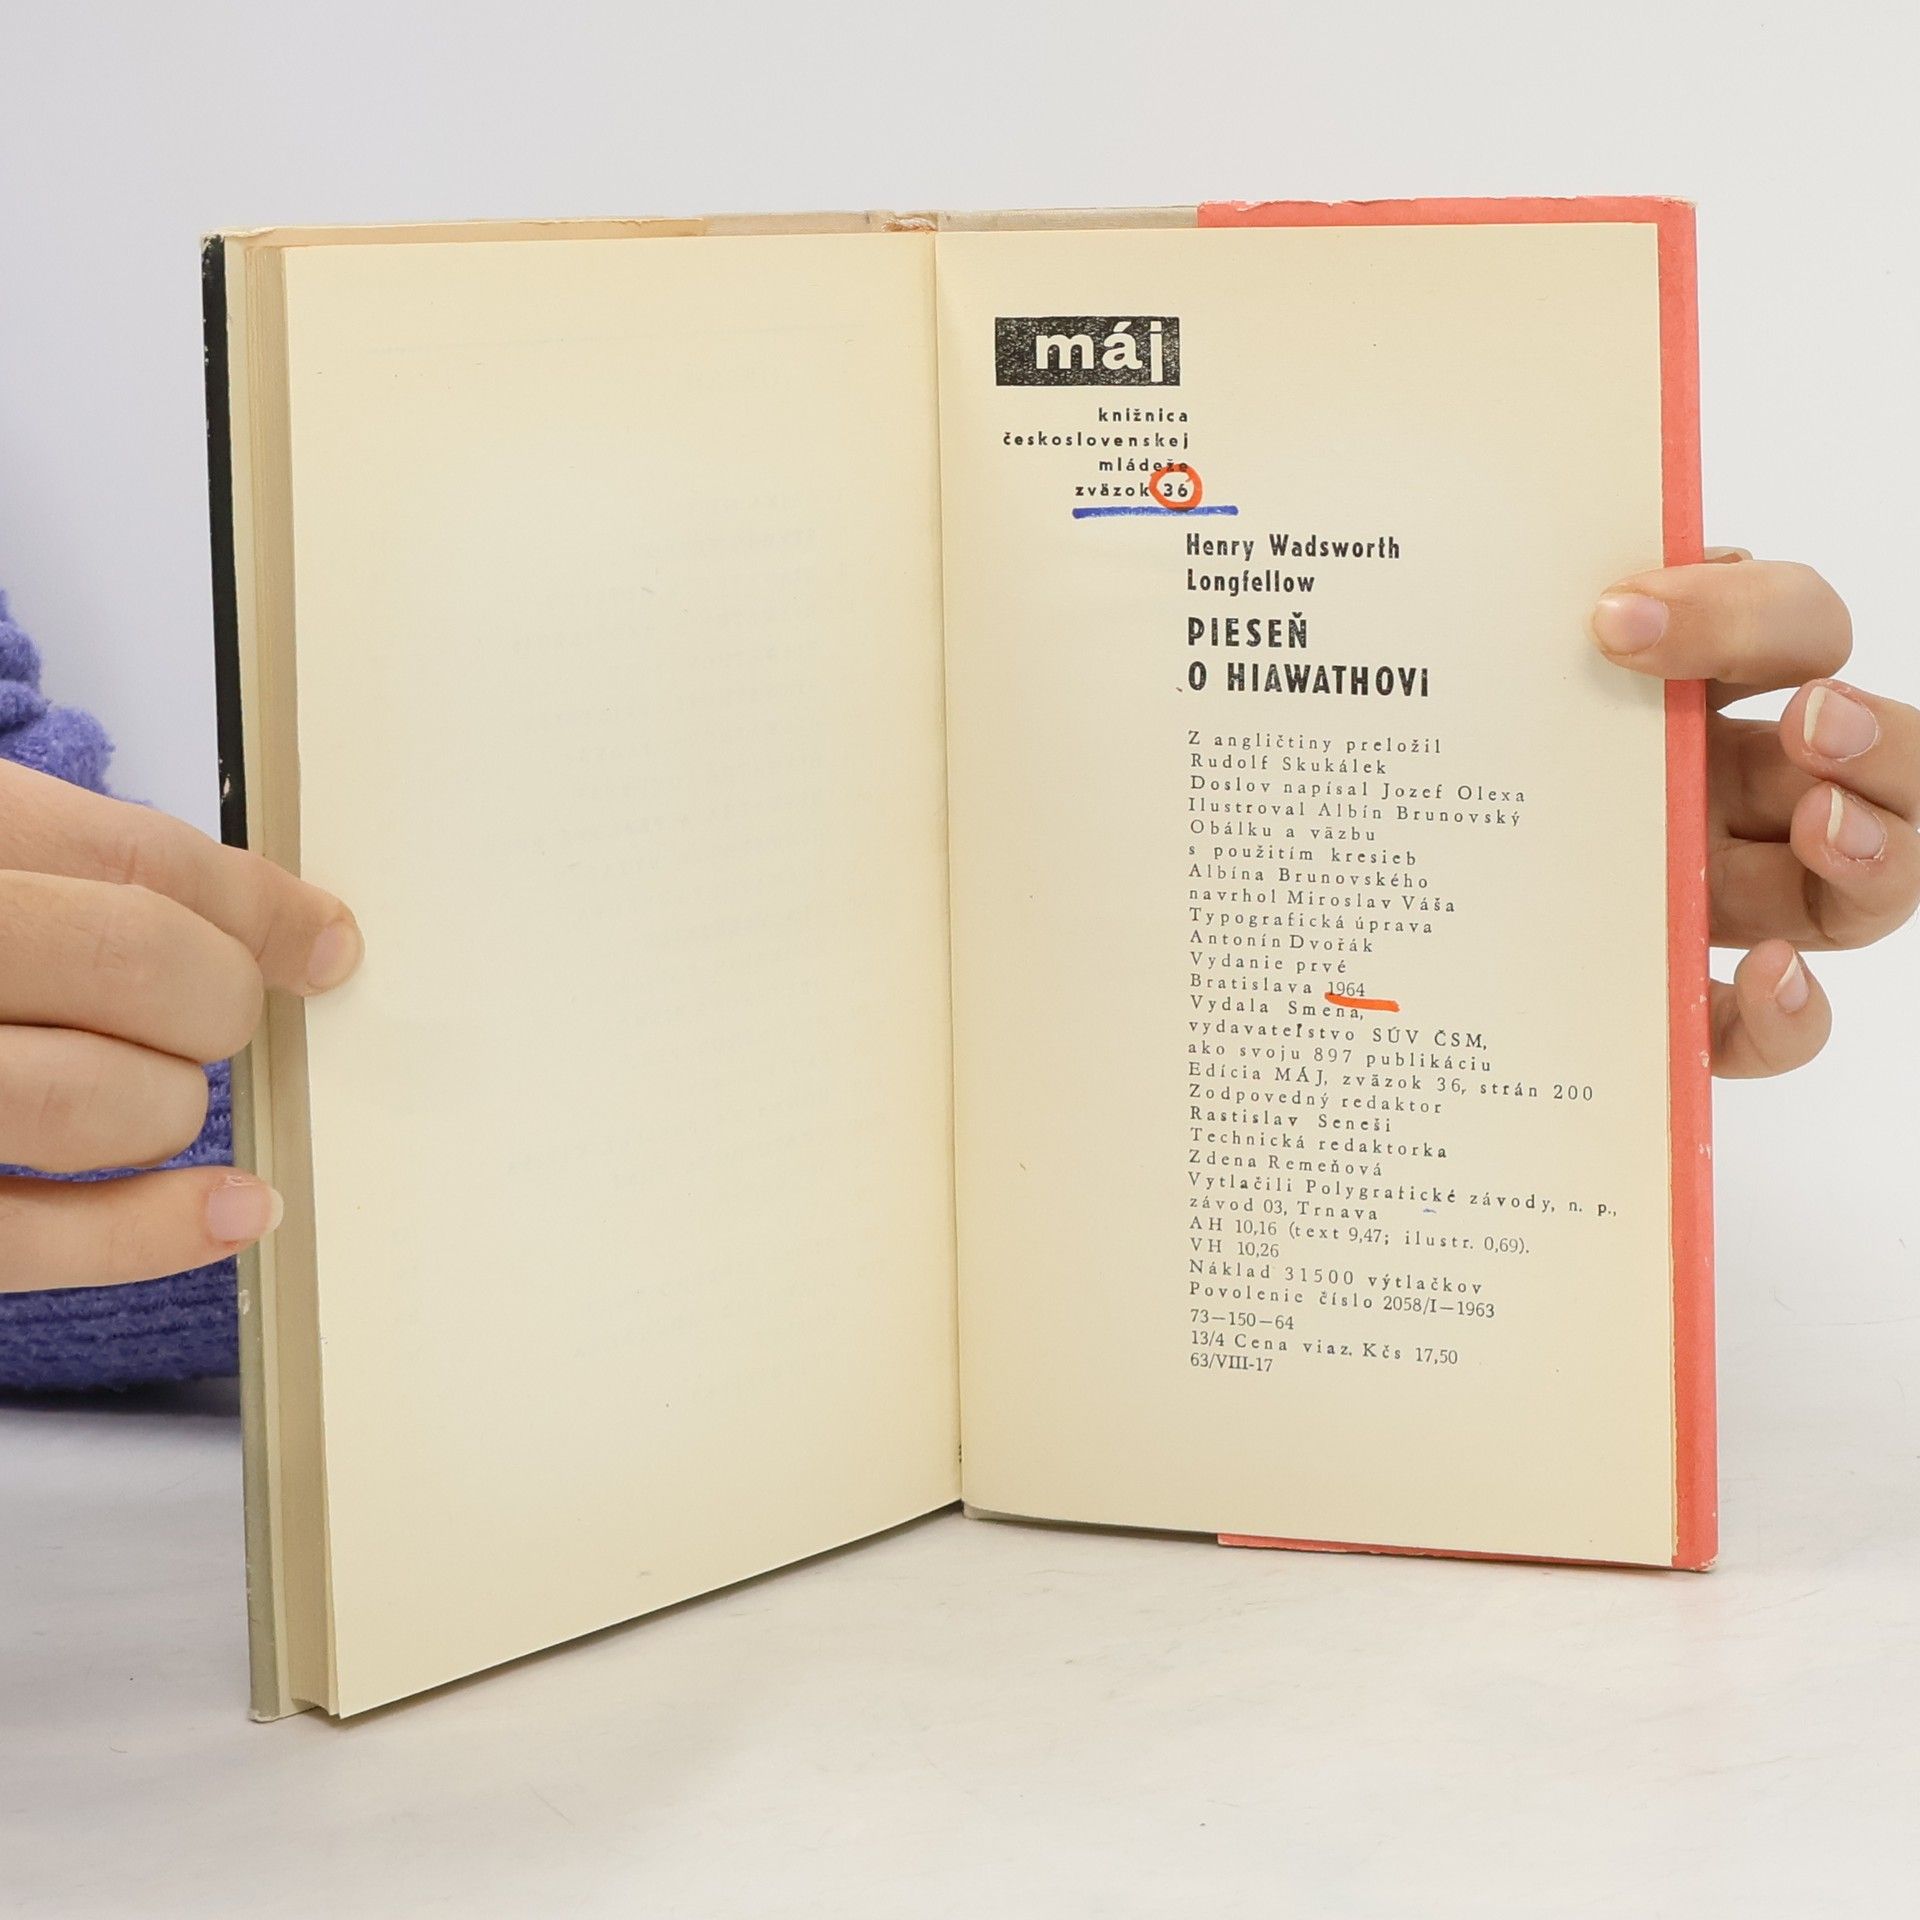 máj
knižnica
československej
mládeže
zväzok 36
Henry Wadsworth
Longfellow
PIESEŇ
O HIAWATHOVI
Z angličtiny preložil
Rudolf Skukálek
Doslov napísal Jozef Olexa
Ilustroval Albín Brunovský
Obálku a väzbu
s použitím kresieb
Albína Brunovského
navrhol Miroslav Váša
Typografická úprava
Antonín Dvořák
Vydanie prvé
Bratislava 1964
Vydala Smena,
vydavateľstvo SÚV ČSM,
ako svoju 897 publikáciu
Edícia MÁJ, zväzok 36, strán 200
Zodpovedný redaktor
Rastislav Seneši
Technická redaktorka
Zdena Remeňová
Vytlačili Polygrafické závody, n. p.,
závod 03, Trnava
AH 10,16 (text 9,47; ilustr. 0,69).
VH 10,26
Náklad 31500 výtlačkov
Povolenie číslo 2058/I—1963
73—150—64
13/4 Cena viaz. Kčs 17,50
63/VIII-17